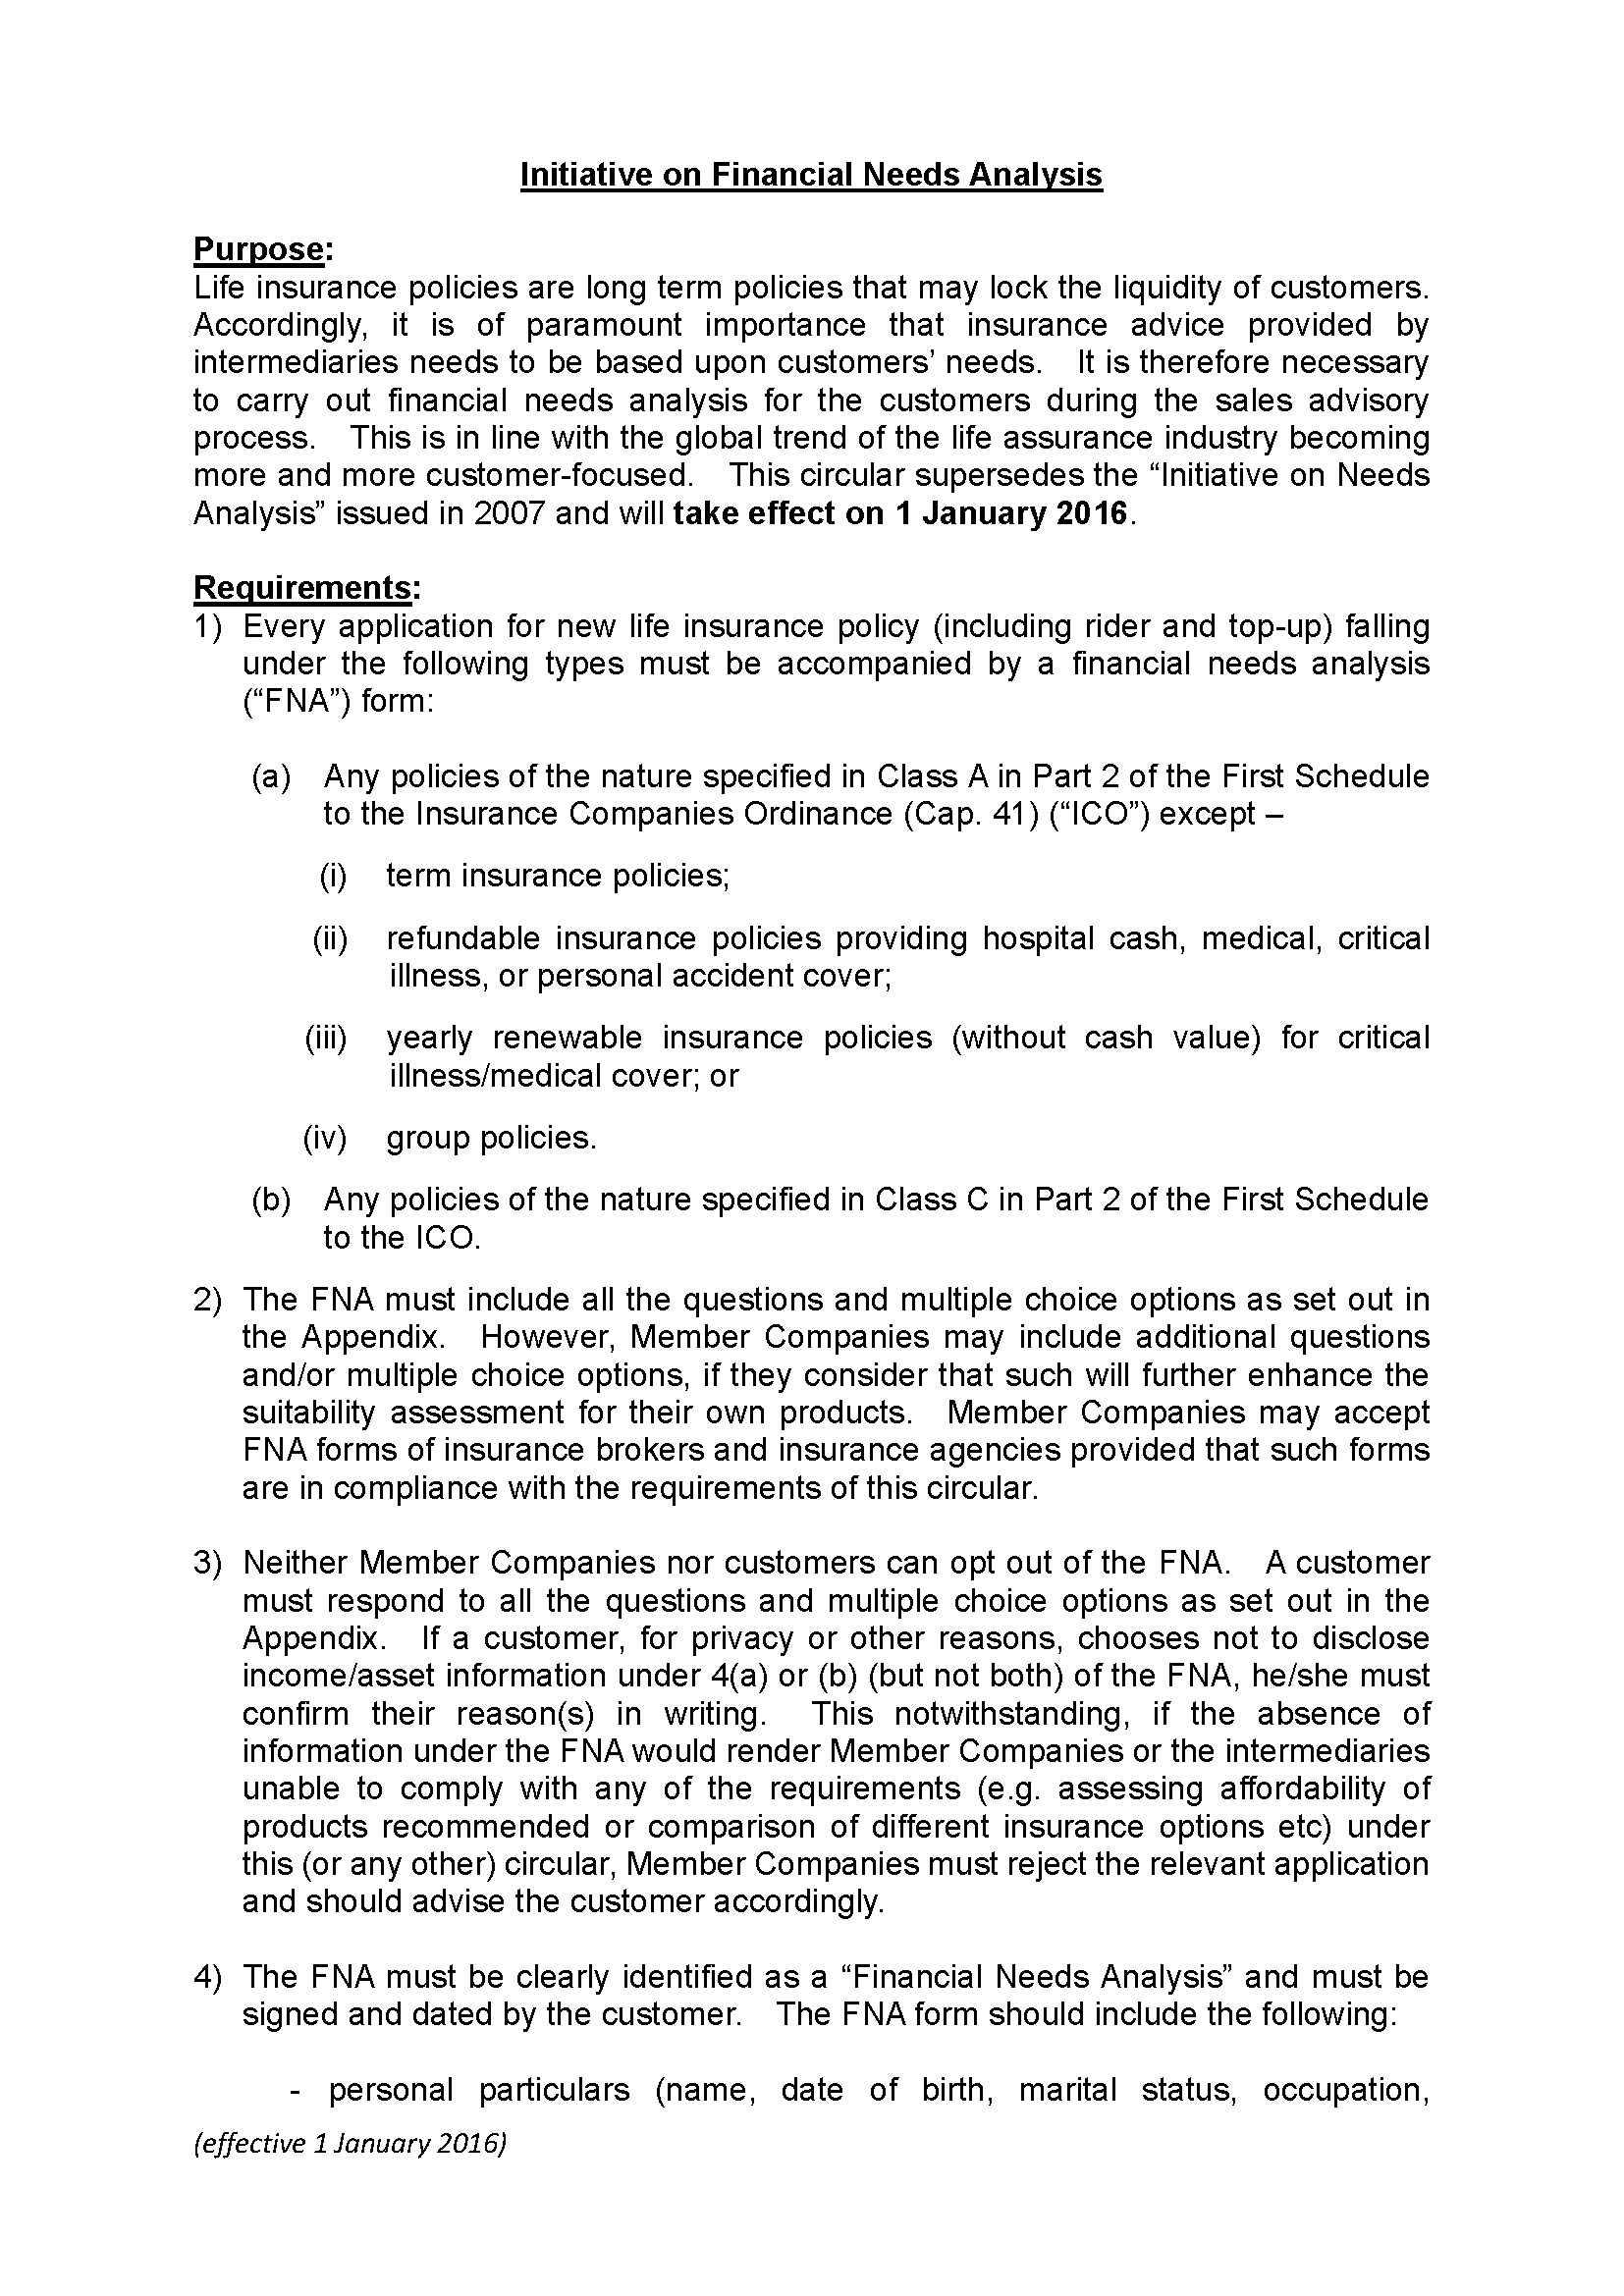 Initiative on Financial Needs Analysis
Purpose:
Life insurance policies are long term policies that may lock the liquidity of customers.
Accordingly, it is of paramount importance that insurance advice provided by
intermediaries needs to be based upon customers’ needs. It is therefore necessary
to carry out financial needs analysis for the customers during the sales advisory
process. This is in line with the global trend of the life assurance industry becoming
more and more customer-focused. This circular supersedes the “Initiative on Needs
Analysis” issued in 2007 and will take effect on 1 January 2016.
Requirements:
1) Every application for new life insurance policy (including rider and top-up) falling
under the following types must be accompanied by a financial needs analysis
(“FNA”) form:
(a) Any policies of the nature specified in Class A in Part 2 of the First Schedule
to the Insurance Companies Ordinance (Cap. 41) (“ICO”) except –
(i) term insurance policies;
(ii) refundable insurance policies providing hospital cash, medical, critical
illness, or personal accident cover;
(iii) yearly renewable insurance policies (without cash value) for critical
illness/medical cover; or
(iv) group policies.
(b) Any policies of the nature specified in Class C in Part 2 of the First Schedule
to the ICO.
2) The FNA must include all the questions and multiple choice options as set out in
the Appendix. However, Member Companies may include additional questions
and/or multiple choice options, if they consider that such will further enhance the
suitability assessment for their own products. Member Companies may accept
FNA forms of insurance brokers and insurance agencies provided that such forms
are in compliance with the requirements of this circular.
3) Neither Member Companies nor customers can opt out of the FNA. A customer
must respond to all the questions and multiple choice options as set out in the
Appendix. If a customer, for privacy or other reasons, chooses not to disclose
income/asset information under 4(a) or (b) (but not both) of the FNA, he/she must
confirm their reason(s) in writing. This notwithstanding, if the absence of
information under the FNA would render Member Companies or the intermediaries
unable to comply with any of the requirements (e.g. assessing affordability of
products recommended or comparison of different insurance options etc) under
this (or any other) circular, Member Companies must reject the relevant application
and should advise the customer accordingly.
4) The FNA must be clearly identified as a “Financial Needs Analysis” and must be
signed and dated by the customer. The FNA form should include the following:
- personal particulars (name, date of birth, marital status, occupation,
(effective 1 January 2016)